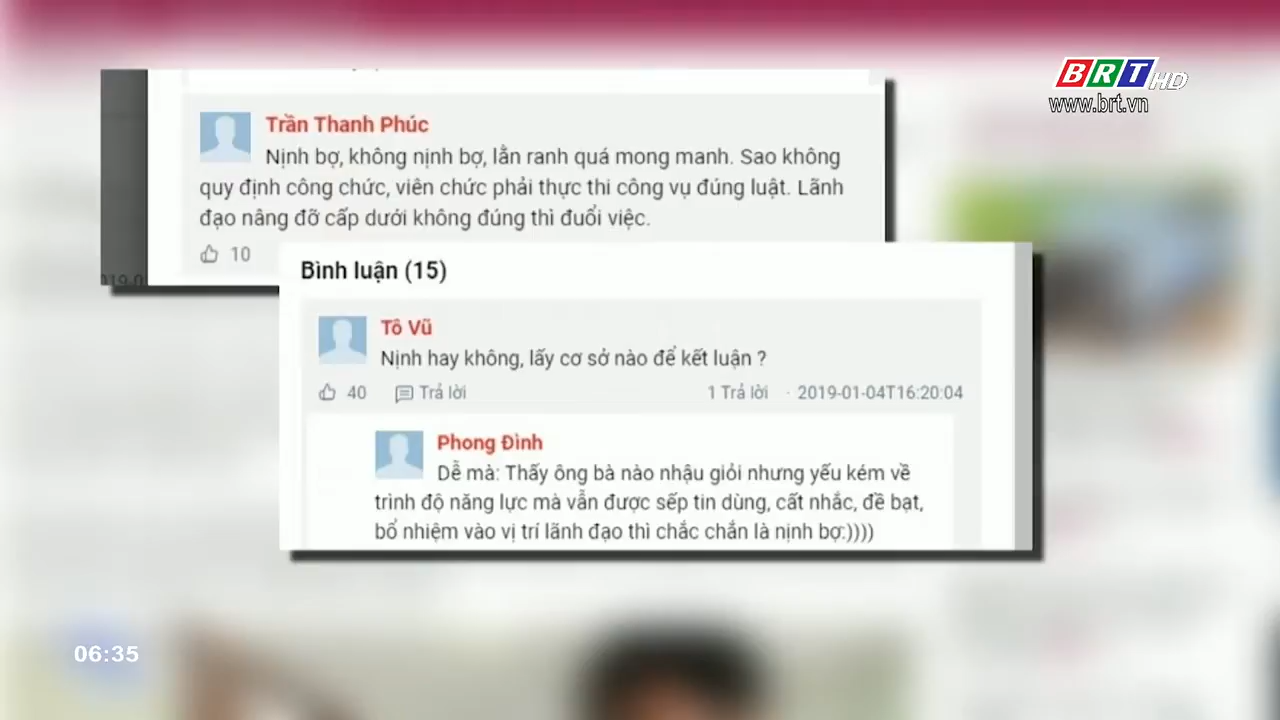 BRT HD
www.brt.vn
Trần Thanh Phúc
Nịnh bợ, không nịnh bợ, lằn ranh quá mong manh. Sao không
quy định công chức, viên chức phải thực thi công vụ đúng luật. Lãnh
đạo nâng đỡ cấp dưới không đúng thì đuổi việc.
10
Bình luận (15)
Tô Vũ
Nịnh hay không, lấy cơ sở nào để kết luận ?
40 Trả lời 1 Trả lời · 2019-01-04T16:20:04
Phong Đình
Dễ mà: Thấy ông bà nào nhậu giỏi nhưng yếu kém về
trình độ năng lực mà vẫn được sếp tin dùng, cất nhắc, đề bạt,
bổ nhiệm vào vị trí lãnh đạo thì chắc chắn là nịnh bợ:))))
06:35